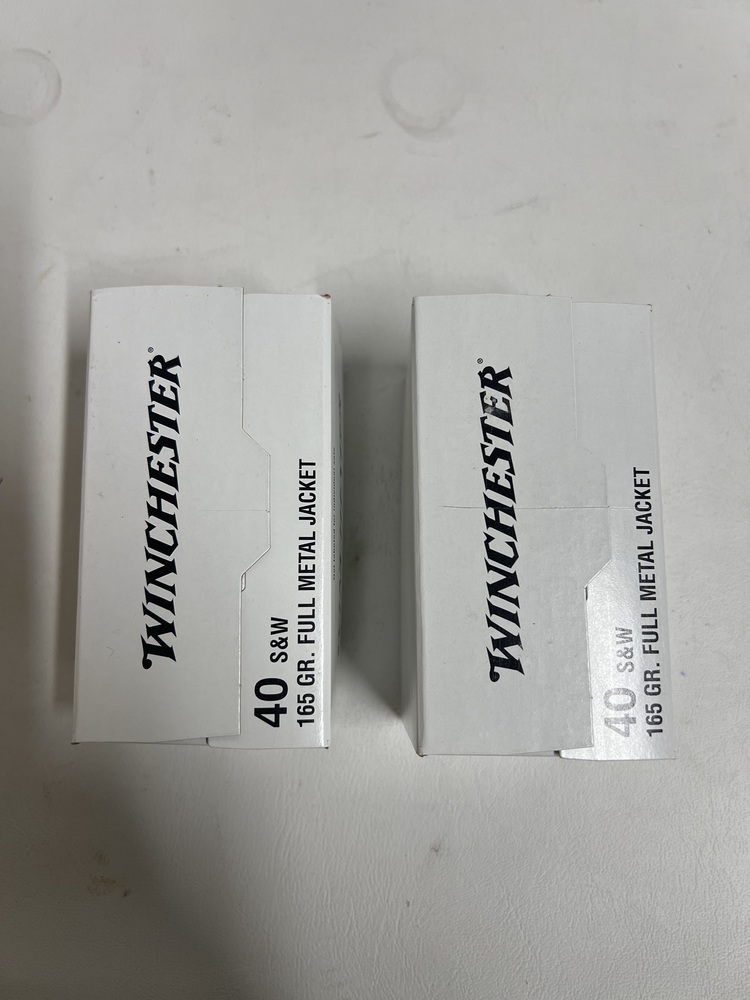 WINCHESTER®
40 S&W
165 GR. FULL METAL JACKET
WINCHESTER®
40 S&W
165 GR. FULL METAL JACKET